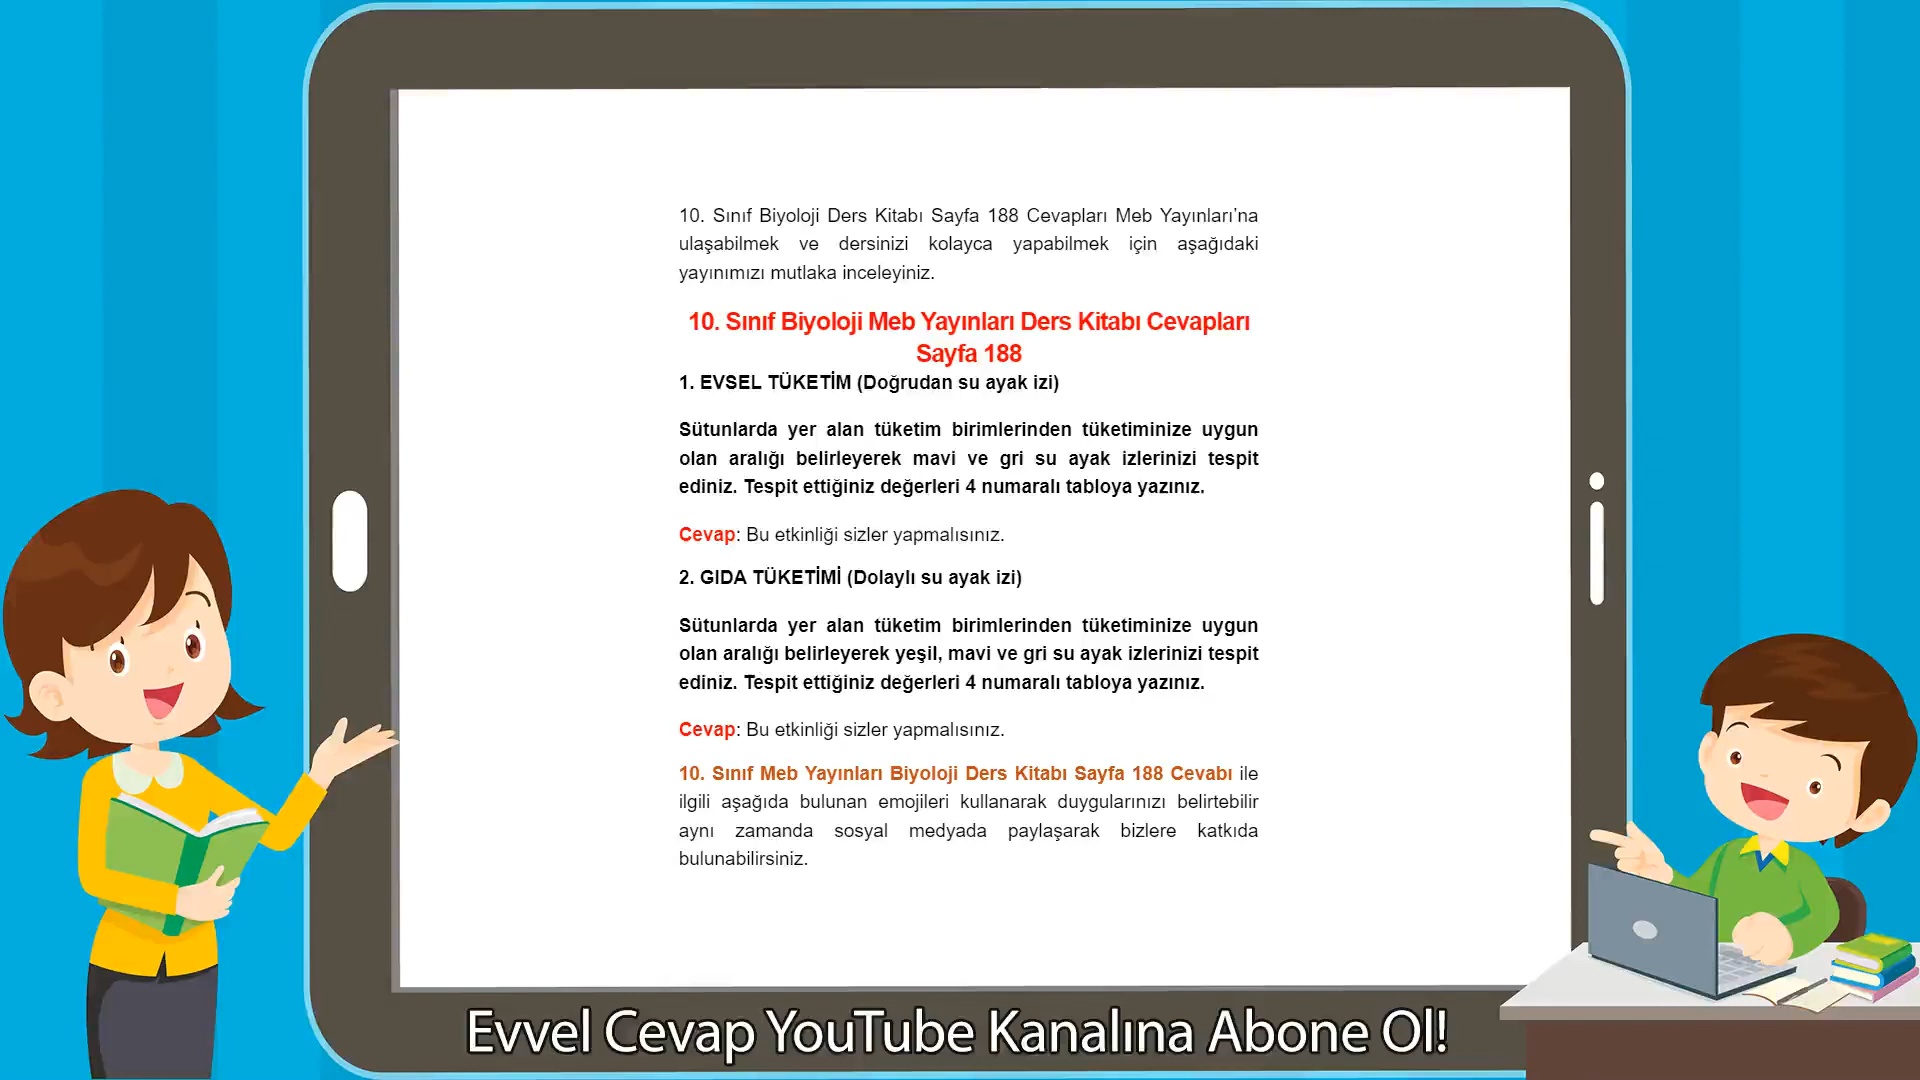 10. Sınıf Biyoloji Ders Kitabı Sayfa 188 Cevapları Meb Yayınları’na
ulaşabilmek ve dersinizi kolayca yapabilmek için aşağıdaki
yayınımızı mutlaka inceleyiniz.
10. Sınıf Biyoloji Meb Yayınları Ders Kitabı Cevapları
Sayfa 188
1. EVSEL TÜKETİM (Doğrudan su ayak izi)
Sütunlarda yer alan tüketim birimlerinden tüketiminize uygun
olan aralığı belirleyerek mavi ve gri su ayak izlerinizi tespit
ediniz. Tespit ettiğiniz değerleri 4 numaralı tabloya yazınız.
Cevap: Bu etkinliği sizler yapmalısınız.
2. GIDA TÜKETİMİ (Dolaylı su ayak izi)
Sütunlarda yer alan tüketim birimlerinden tüketiminize uygun
olan aralığı belirleyerek yeşil, mavi ve gri su ayak izlerinizi tespit
ediniz. Tespit ettiğiniz değerleri 4 numaralı tabloya yazınız.
Cevap: Bu etkinliği sizler yapmalısınız.
10. Sınıf Meb Yayınları Biyoloji Ders Kitabı Sayfa 188 Cevabı ile
ilgili aşağıda bulunan emojileri kullanarak duygularınızı belirtebilir
aynı zamanda sosyal medyada paylaşarak bizlere katkıda
bulunabilirsiniz.
Evvel Cevap YouTube Kanalına Abone Ol!